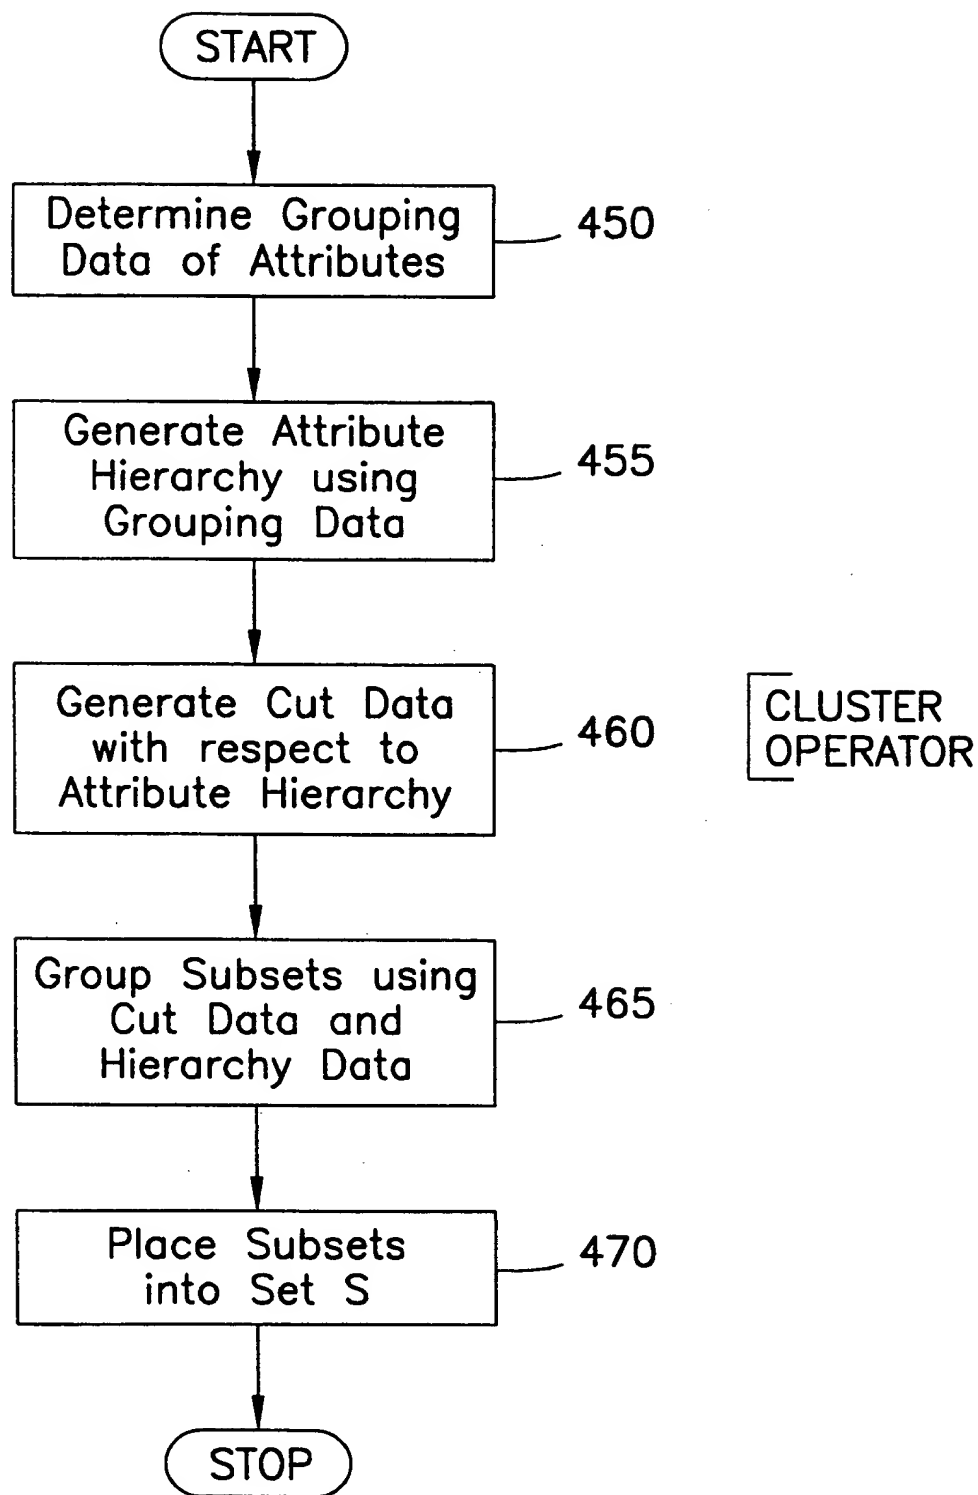 START
Determine Grouping
Data of Attributes
450
Generate Attribute
Hierarchy using
Grouping Data
455
Generate Cut Data
with respect to
Attribute Hierarchy
460
CLUSTER
OPERATOR
Group Subsets using
Cut Data and
Hierarchy Data
465
Place Subsets
into Set S
470
STOP